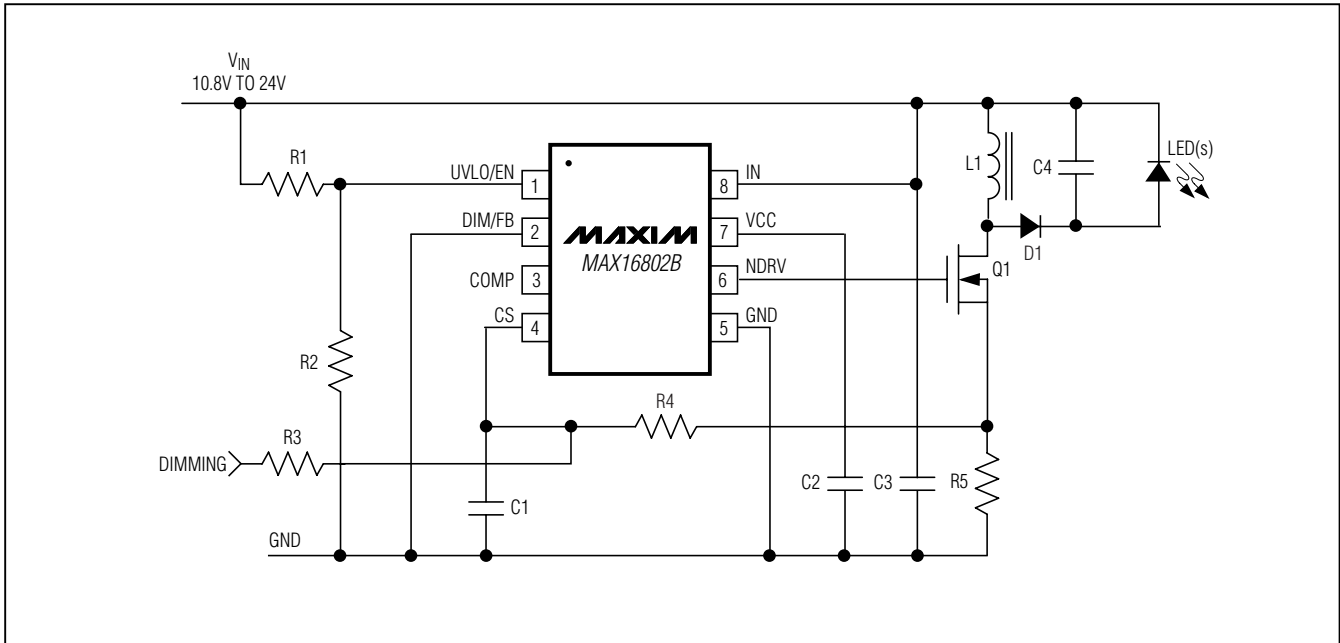 VIN
10.8V TO 24V
R1
UVLO/EN
1
DIM/FB
2
COMP
3
CS
4
MAXIM
MAX16802B
8
IN
7
VCC
6
NDRV
5
GND
L1
C4
LED(s)
D1
Q1
R2
R4
DIMMING
R3
C1
C2
C3
R5
GND